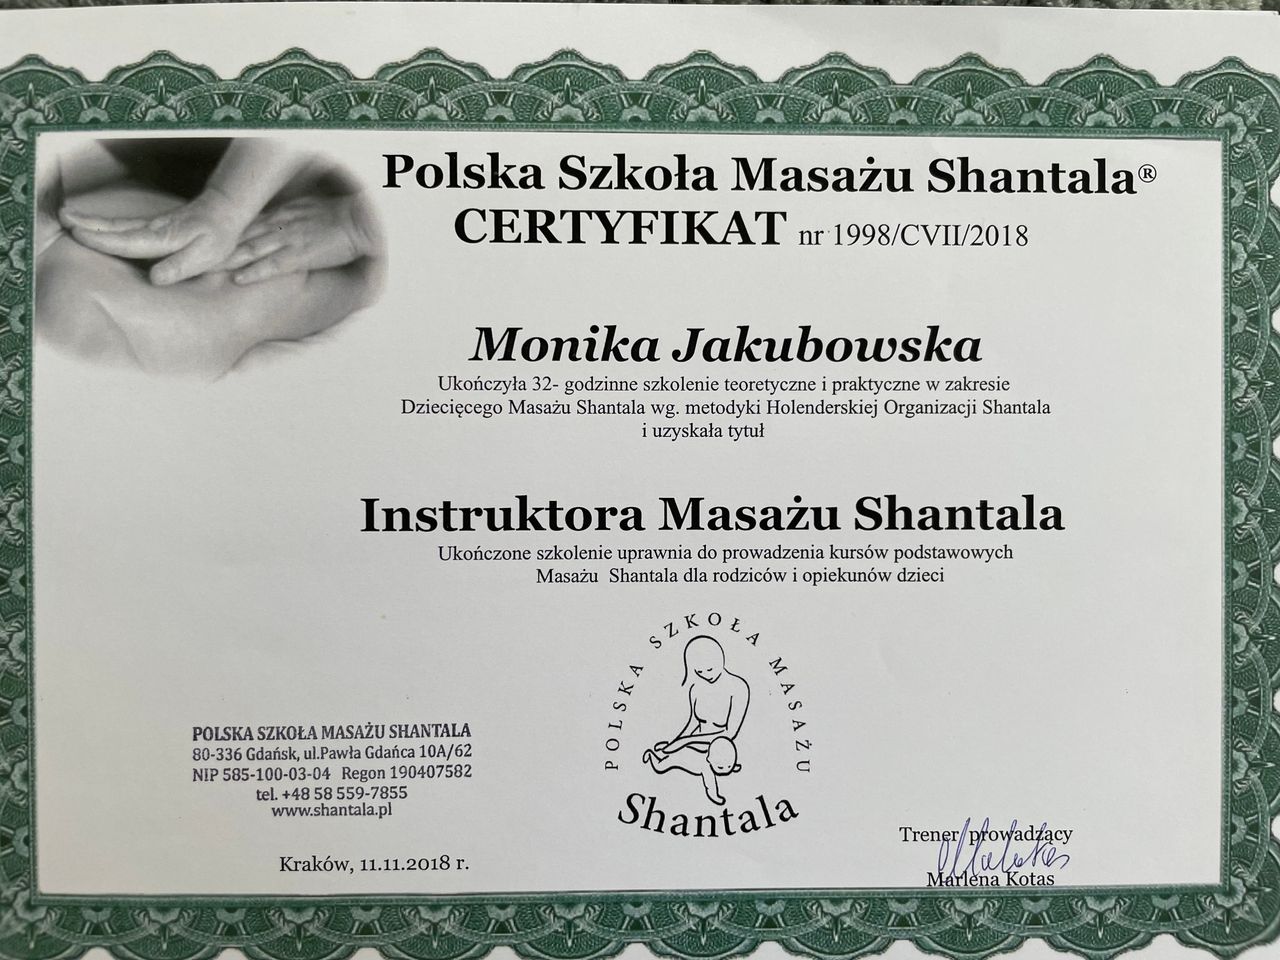 Polska Szkoła Masażu Shantala®
CERTYFIKAT nr 1998/CVII/2018
Monika Jakubowska
Ukończyła 32- godzinne szkolenie teoretyczne i praktyczne w zakresie
Dziecięcego Masażu Shantala wg. metodyki Holenderskiej Organizacji Shantala
i uzyskała tytuł
Instruktora Masażu Shantala
Ukończone szkolenie uprawnia do prowadzenia kursów podstawowych
Masażu Shantala dla rodziców i opiekunów dzieci
POLSKA SZKOŁA MASAŻU
Shantala
POLSKA SZKOŁA MASAŻU SHANTALA
80-336 Gdańsk, ul.Pawła Gdańca 10A/62
NIP 585-100-03-04 Regon 190407582
tel. +48 58 559-7855
www.shantala.pl
Kraków, 11.11.2018 r.
Trener prowadzący
Marlena Kotas